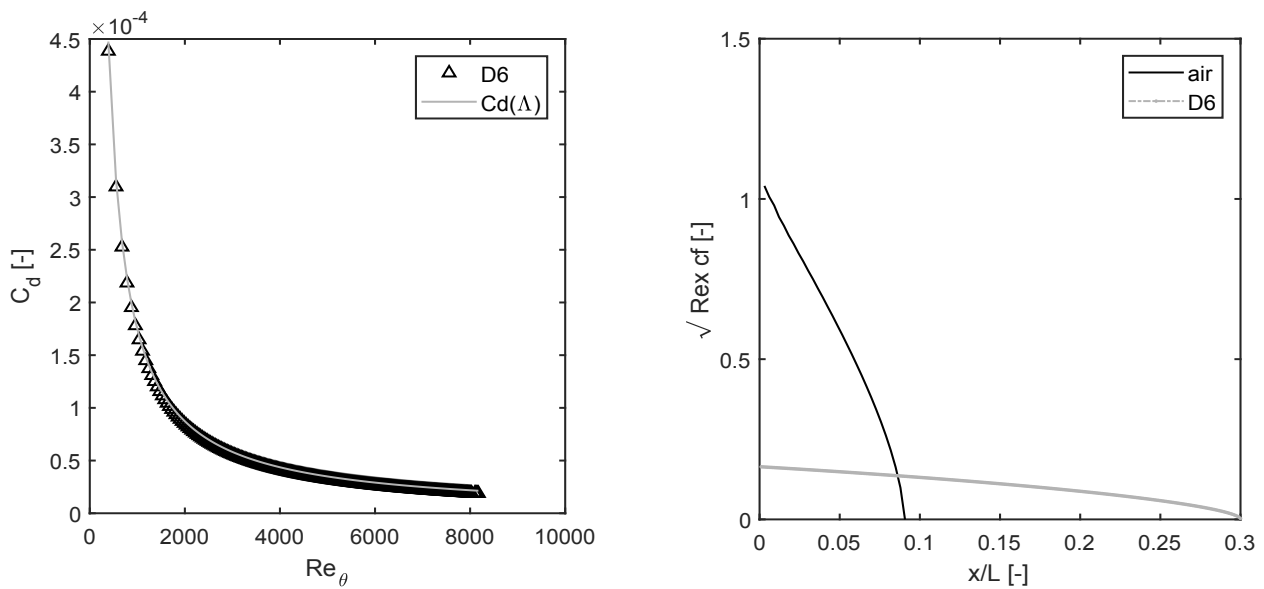 ×10⁻⁴
4.5
4
3.5
3
2.5
2
1.5
1
0.5
0
C_d [-]
0 2000 4000 6000 8000 10000
Re_θ
D6
Cd(Λ)
1.5
1
0.5
0
√ Rex cf [-]
0 0.05 0.1 0.15 0.2 0.25 0.3
x/L [-]
air
D6